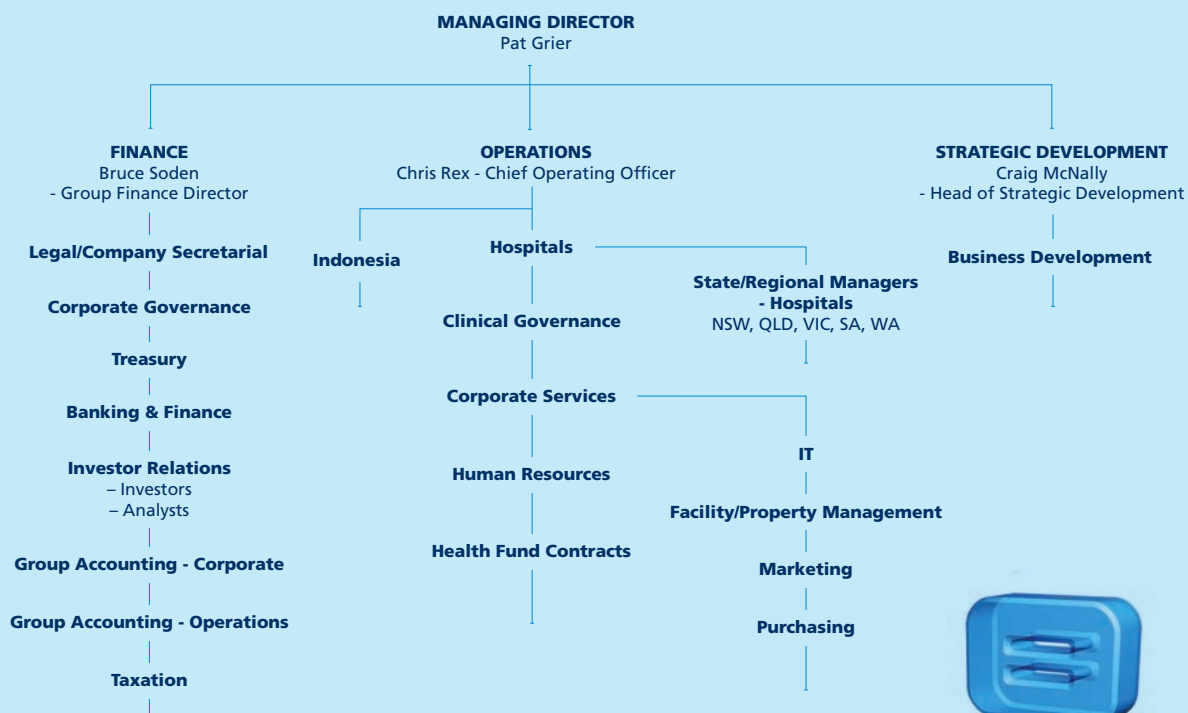 MANAGING DIRECTOR
Pat Grier
FINANCE
Bruce Soden
- Group Finance Director
Legal/Company Secretarial
Corporate Governance
Treasury
Banking & Finance
Investor Relations
– Investors
– Analysts
Group Accounting - Corporate
Group Accounting - Operations
Taxation
OPERATIONS
Chris Rex - Chief Operating Officer
Indonesia
Hospitals
Clinical Governance
Corporate Services
Human Resources
Health Fund Contracts
State/Regional Managers
- Hospitals
NSW, QLD, VIC, SA, WA
IT
Facility/Property Management
Marketing
Purchasing
STRATEGIC DEVELOPMENT
Craig McNally
- Head of Strategic Development
Business Development